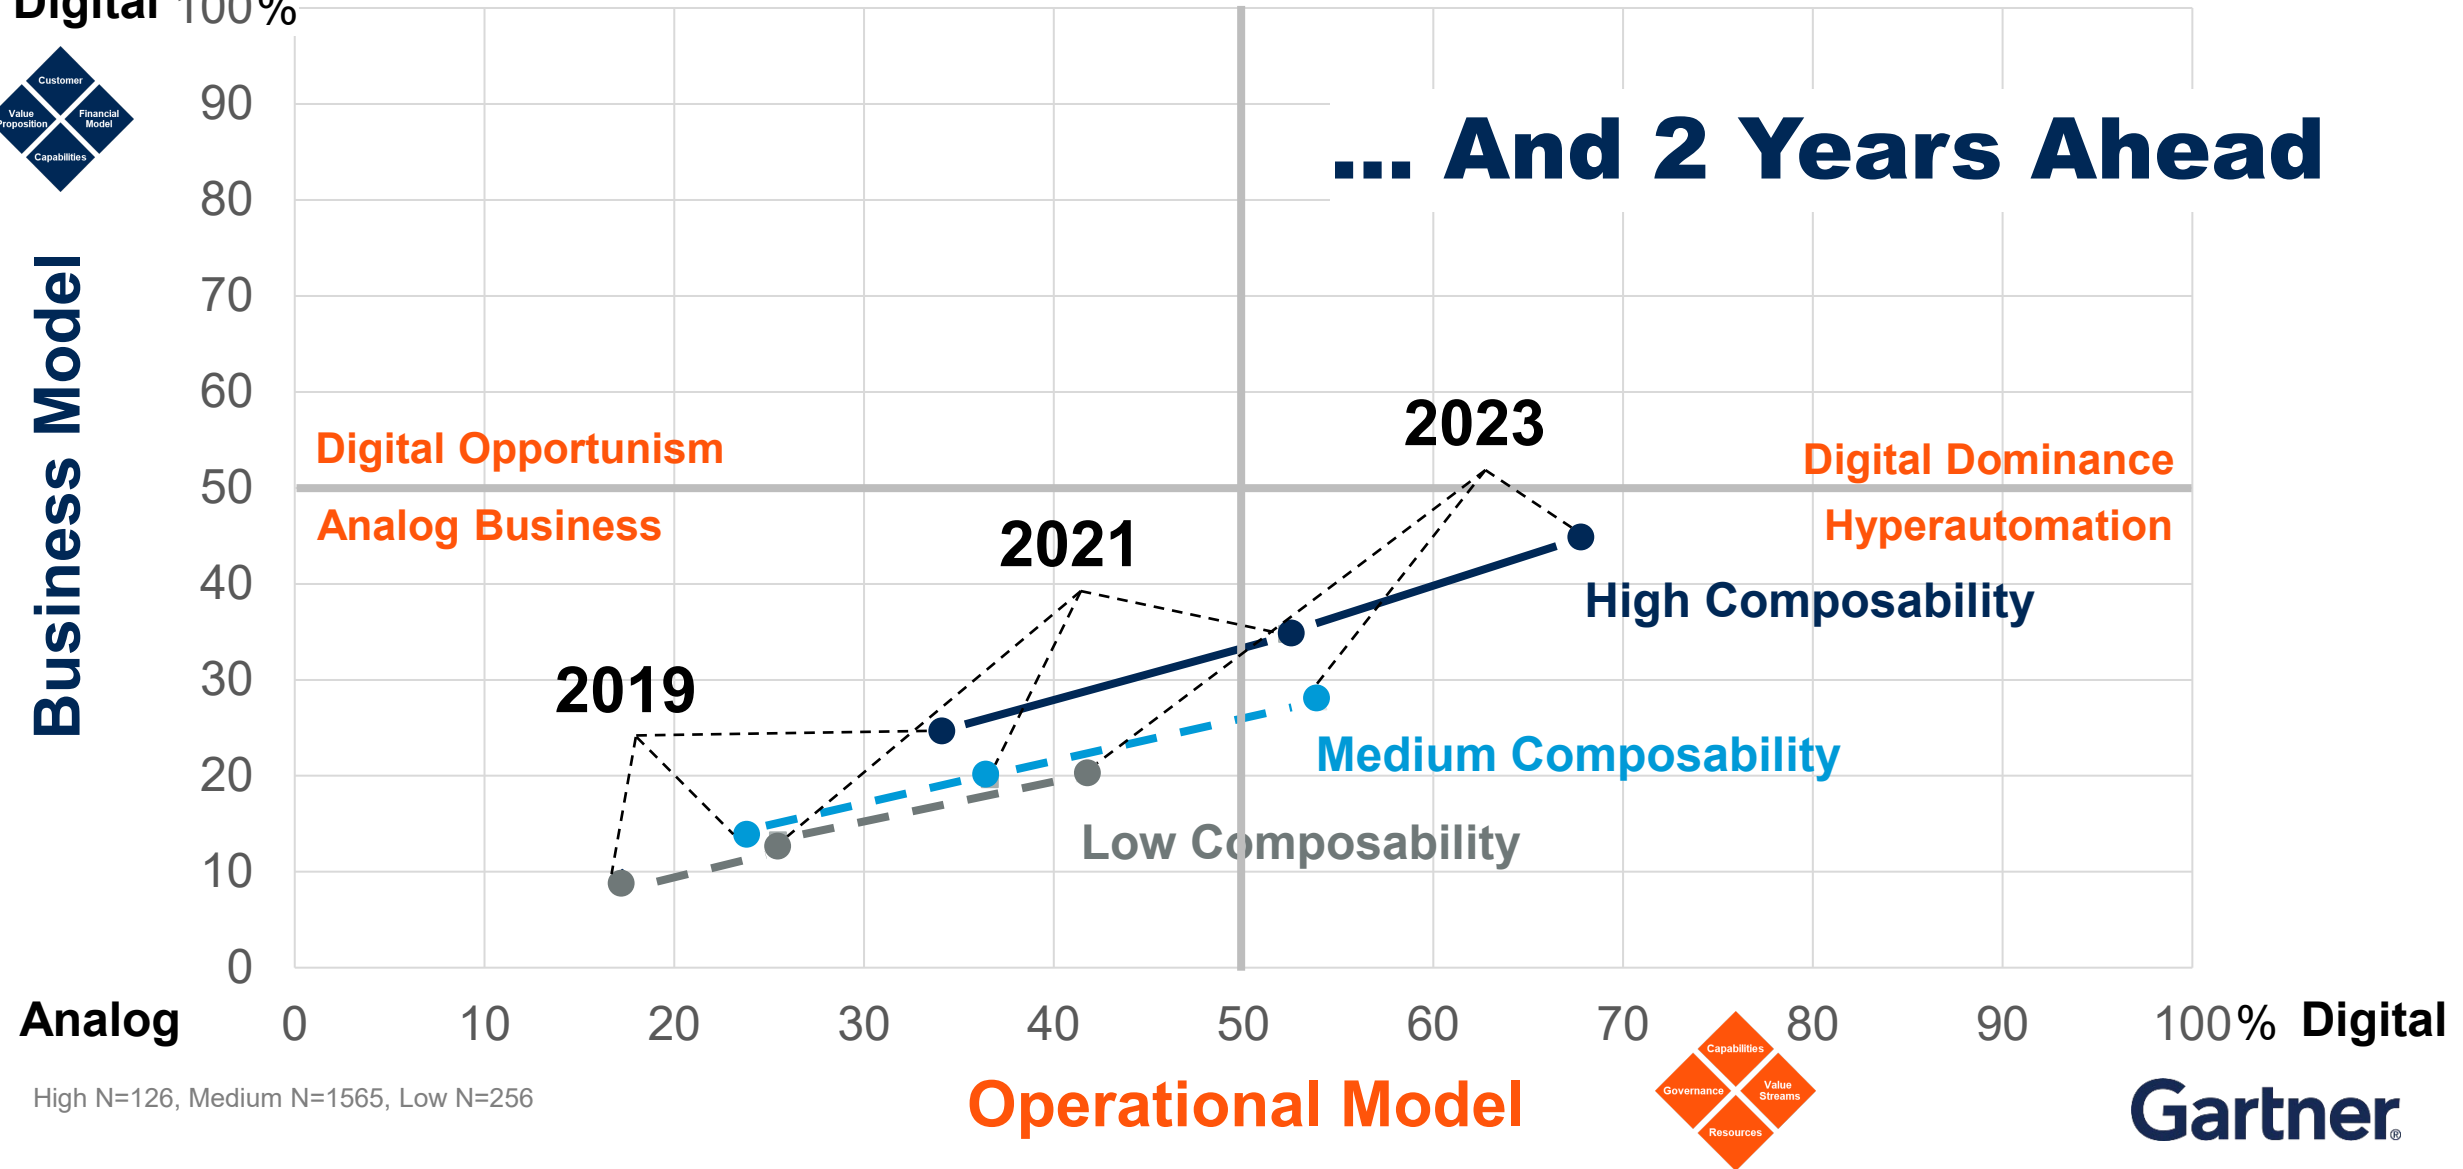 Digital 100%
Customer
Value
Proposition
Financial
Model
Capabilities
90
... And 2 Years Ahead
80
70
60
50
40
30
20
10
0
Business Model
Digital Opportunism
Analog Business
2023
Digital Dominance
Hyperautomation
2021
High Composability
2019
Medium Composability
Low Composability
Analog 0 10 20 30 40 50 60 70 80 90 100% Digital
Capabilities
Governance
Value
Streams
Resources
High N=126, Medium N=1565, Low N=256
Operational Model
Gartner®